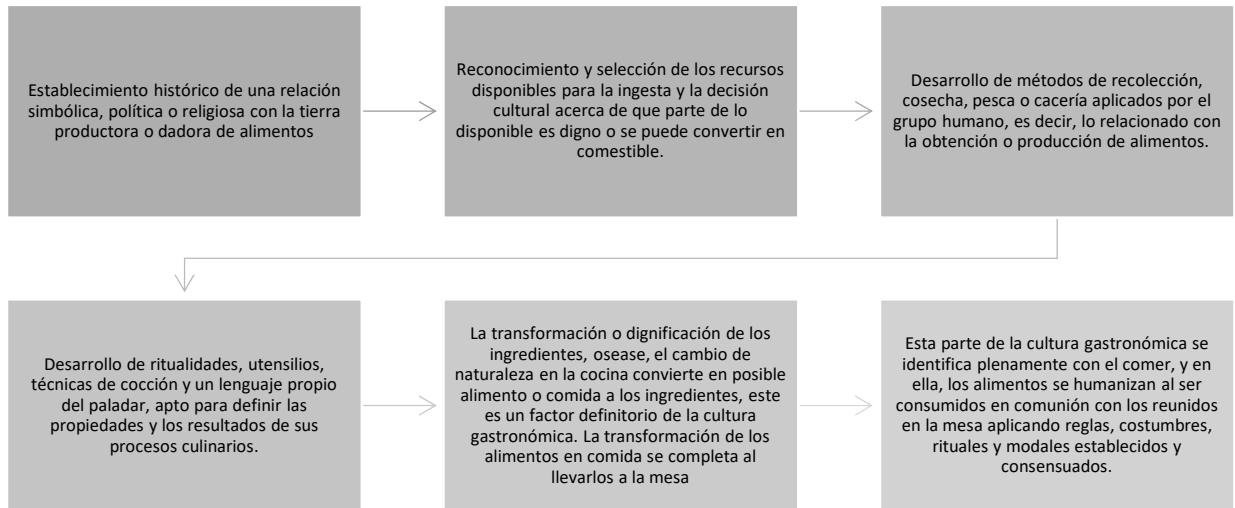 Establecimiento histórico de una relación
simbólica, política o religiosa con la tierra
productora o dadora de alimentos
Reconocimiento y selección de los recursos
disponibles para la ingesta y la decisión
cultural acerca de que parte de lo
disponible es digno o se puede convertir en
comestible.
Desarrollo de métodos de recolección,
cosecha, pesca o cacería aplicados por el
grupo humano, es decir, lo relacionado con
la obtención o producción de alimentos.
Desarrollo de ritualidades, utensilios,
técnicas de cocción y un lenguaje propio
del paladar, apto para definir las
propiedades y los resultados de sus
procesos culinarios.
La transformación o dignificación de los
ingredientes, osease, el cambio de
naturaleza en la cocina convierte en posible
alimento o comida a los ingredientes, este
es un factor definitorio de la cultura
gastronómica. La transformación de los
alimentos en comida se completa al
llevarlos a la mesa
Esta parte de la cultura gastronómica se
identifica plenamente con el comer, y en
ella, los alimentos se humanizan al ser
consumidos en comunión con los reunidos
en la mesa aplicando reglas, costumbres,
rituales y modales establecidos y
consensuados.